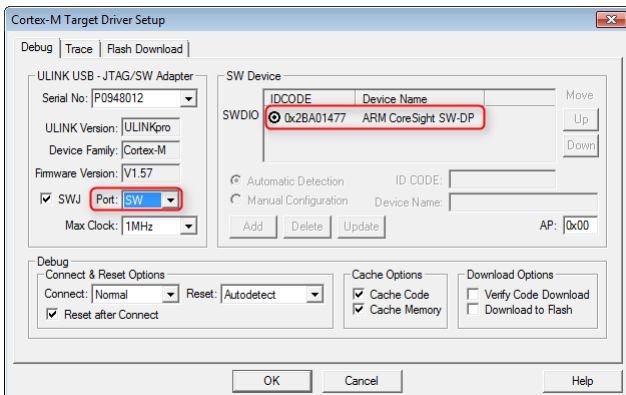 Cortex-M Target Driver Setup
Debug
Trace
Flash Download
ULINK USB - JTAG/SW Adapter
Serial No: P0948012
ULINK Version: ULINKpro
Device Family: Cortex-M
Firmware Version: V1.57
SWJ Port: SW
Max Clock: 1MHz
SW Device
IDCODE Device Name
SWDIO 0x2BA01477 ARM CoreSight SW-DP
Move
Up
Down
Automatic Detection ID CODE:
Manual Configuration Device Name:
Add Delete Update AP: 0x00
Debug
Connect & Reset Options
Connect: Normal Reset: Autodetect
Reset after Connect
Cache Options
Cache Code
Cache Memory
Download Options
Verify Code Download
Download to Flash
OK Cancel Help